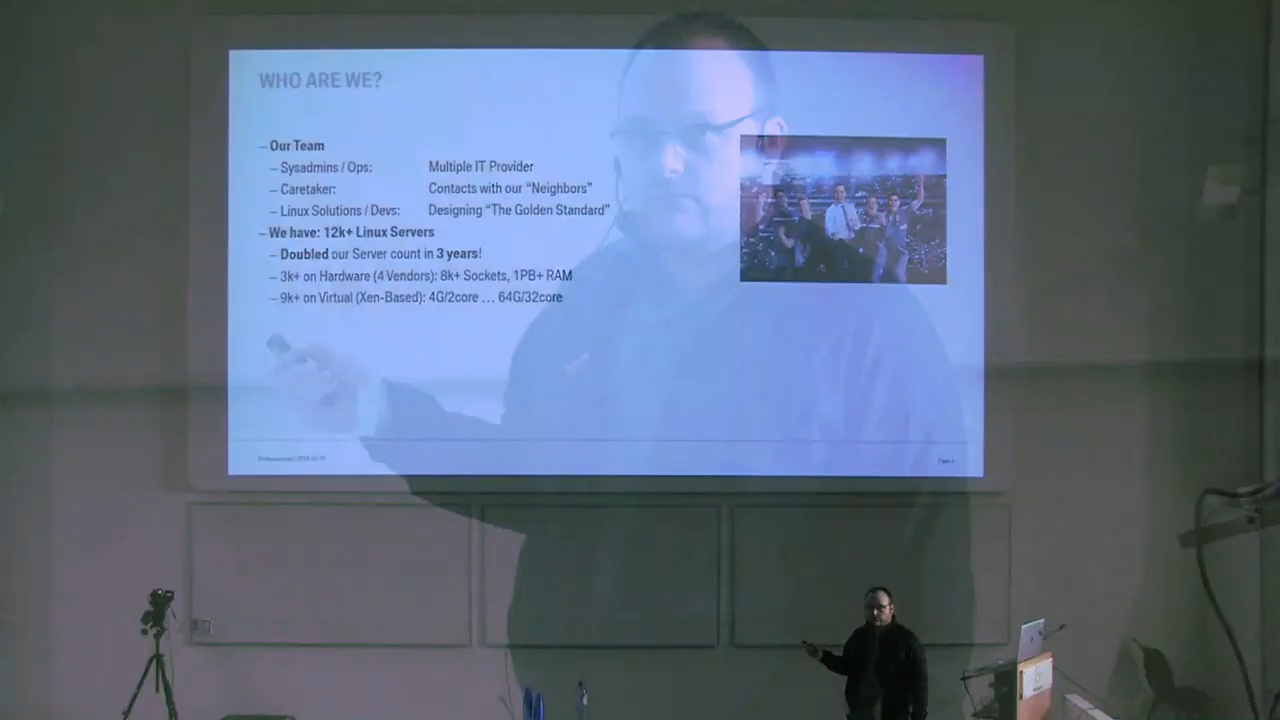 WHO ARE WE?
– Our Team
– Sysadmins / Ops: Multiple IT Provider
– Caretaker: Contacts with our “Neighbors”
– Linux Solutions / Devs: Designing “The Golden Standard”
– We have: 12k+ Linux Servers
– Doubled our Server count in 3 years!
– 3k+ on Hardware (4 Vendors): 8k+ Sockets, 1PB+ RAM
– 9k+ on Virtual (Xen-Based): 4G/2core … 64G/32core